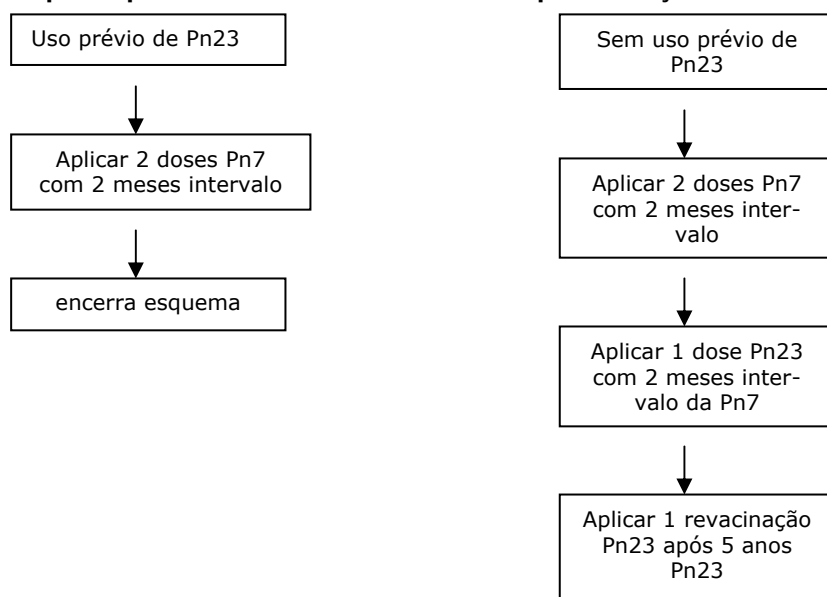 Uso prévio de Pn23
Aplicar 2 doses Pn7
com 2 meses intervalo
encerra esquema
Sem uso prévio de
Pn23
Aplicar 2 doses Pn7
com 2 meses inter-
valo
Aplicar 1 dose Pn23
com 2 meses inter-
valo da Pn7
Aplicar 1 revacinação
Pn23 após 5 anos
Pn23